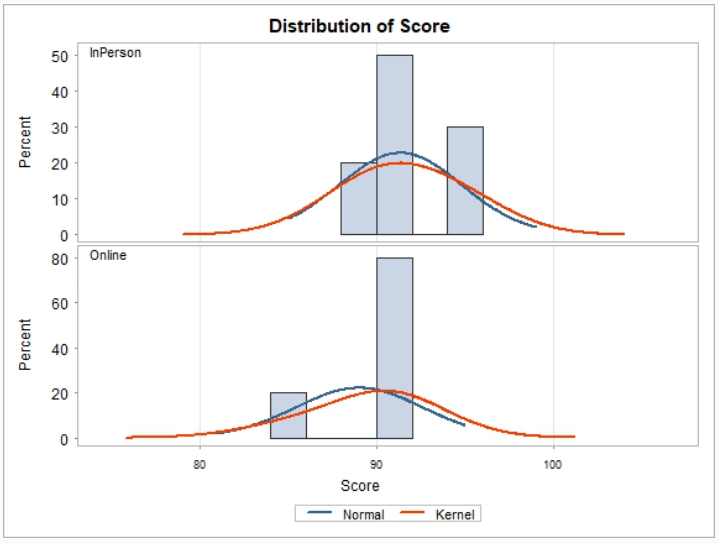 Distribution of Score
InPerson
Percent
50
40
30
20
10
0
Online
Percent
80
60
40
20
0
80 90 100
Score
Normal Kernel